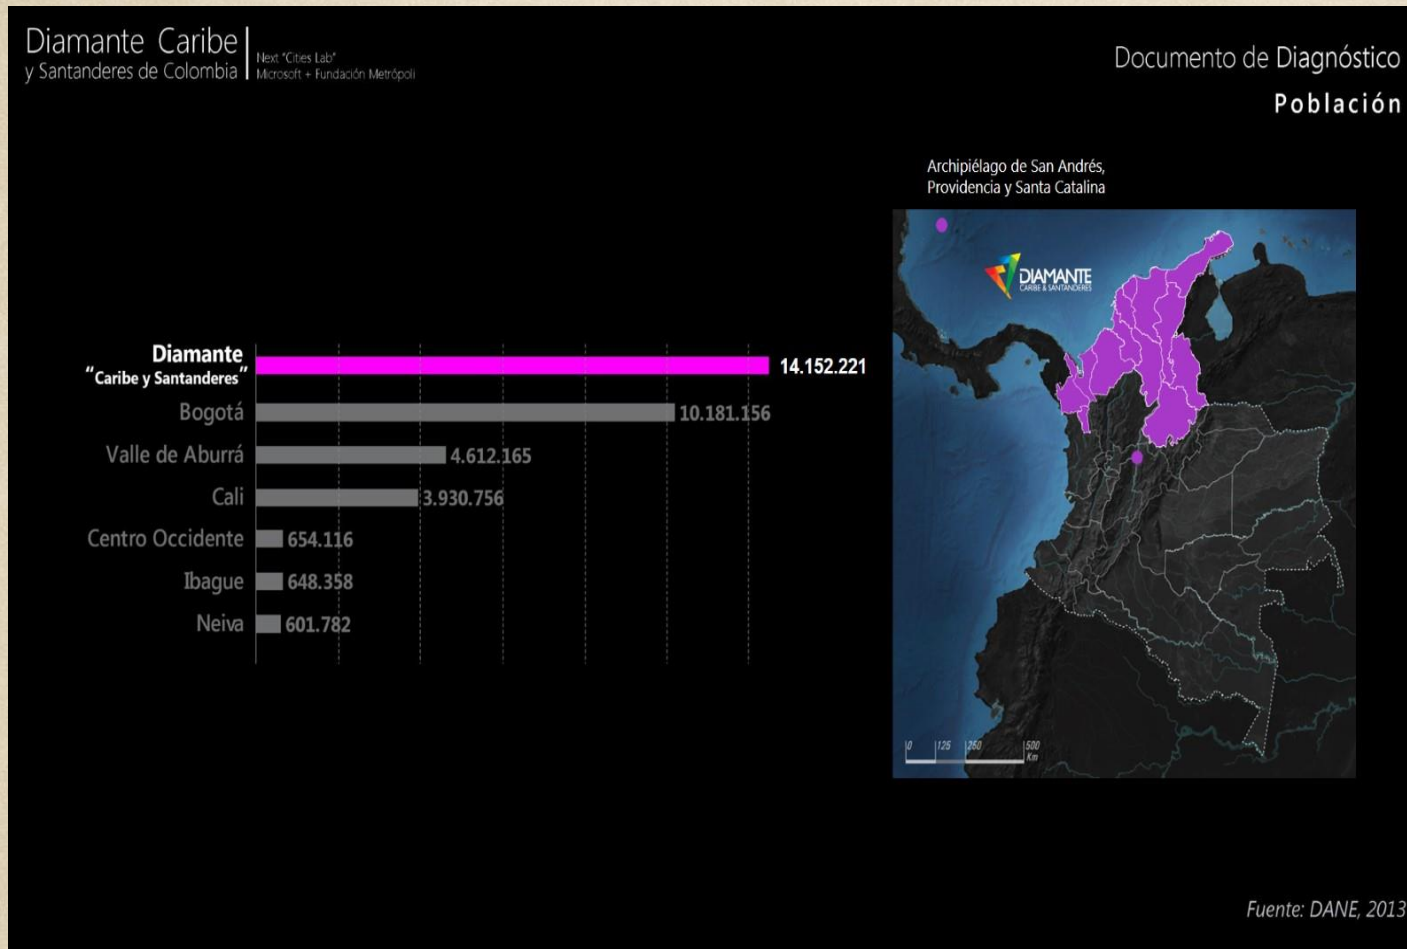 Diamante Caribe
y Santanderes de Colombia
Next "Cities Lab"
Microsoft + Fundación Metrópoli
Documento de Diagnóstico
Población
Archipiélago de San Andrés,
Providencia y Santa Catalina
DIAMANTE
CARIBE & SANTANDERES
Diamante
"Caribe y Santanderes"
14.152.221
Bogotá
10.181.156
Valle de Aburrá
4.612.165
Cali
3.930.756
Centro Occidente
654.116
Ibague
648.358
Neiva
601.782
0 125 250 500
Km
Fuente: DANE, 2013